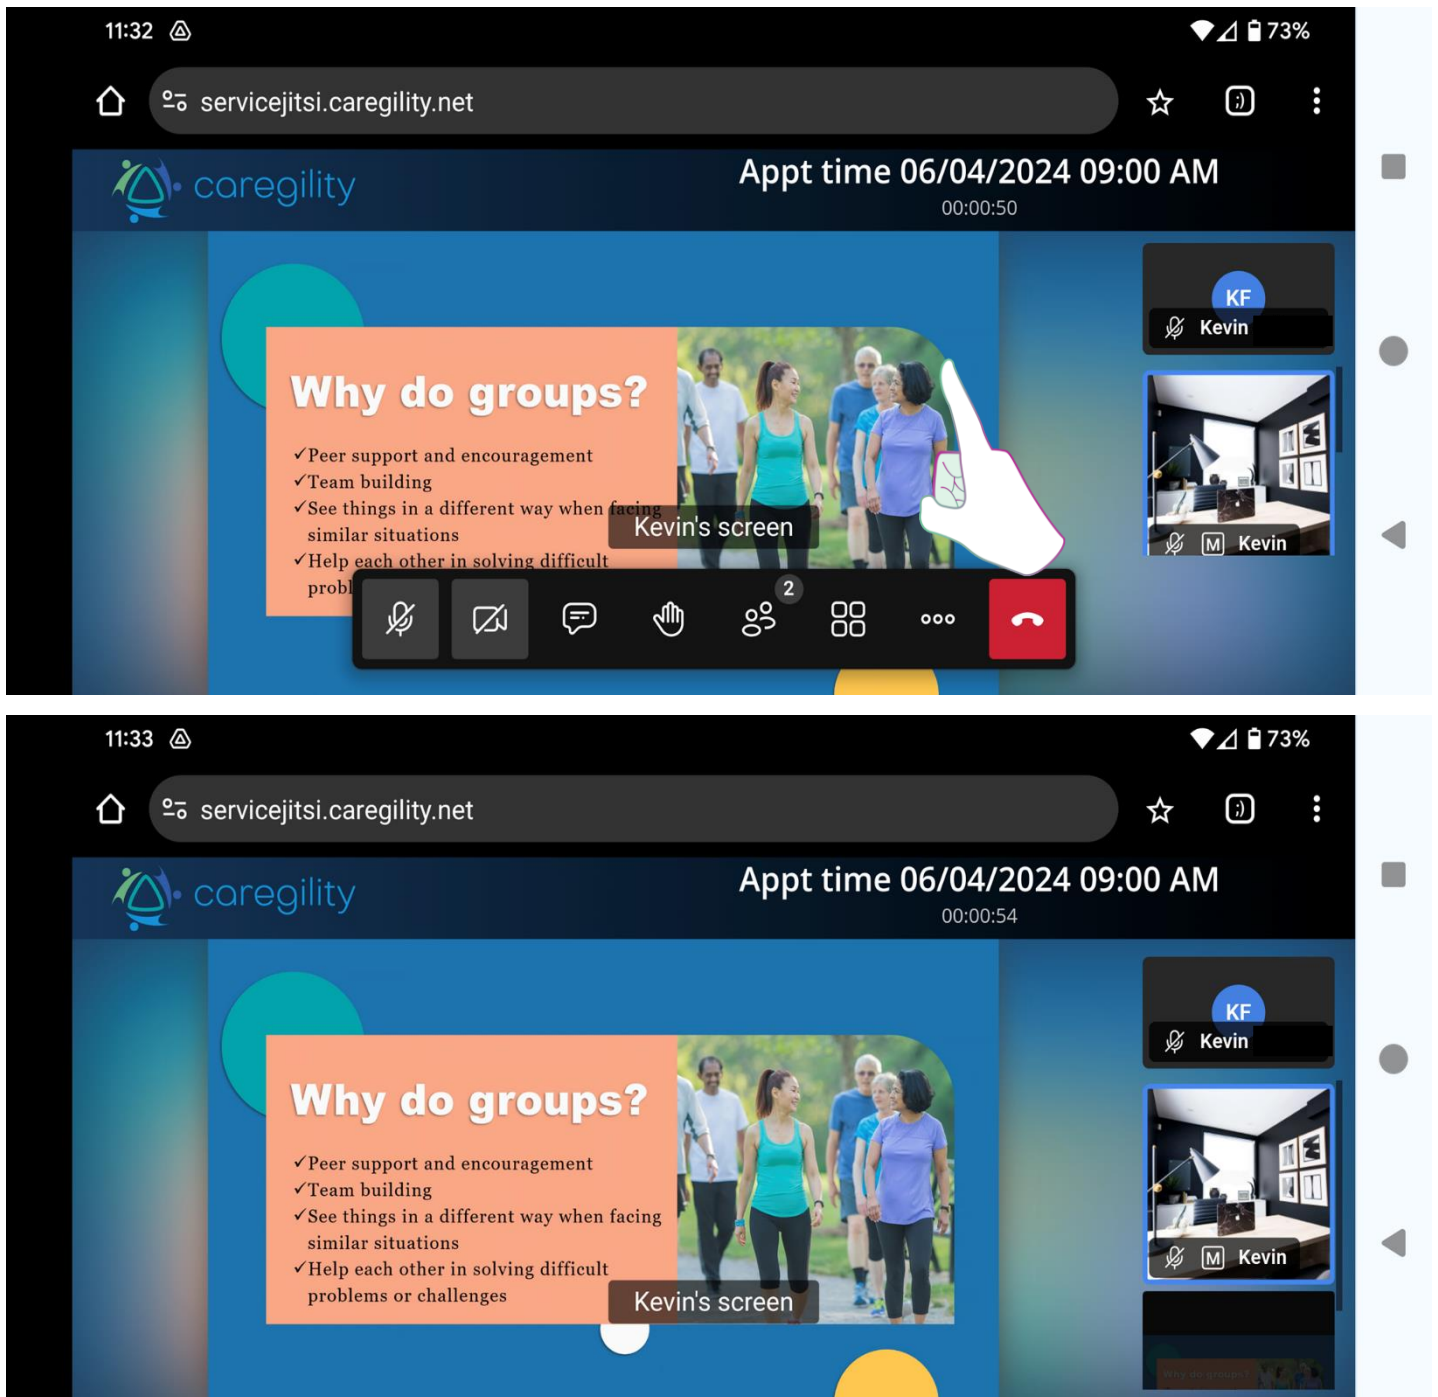 11:32
73%
servicejitsi.caregility.net
caregility
Appt time 06/04/2024 09:00 AM
00:00:50
KF
Kevin
Why do groups?
✓Peer support and encouragement
✓Team building
✓See things in a different way when facing
similar situations
✓Help each other in solving difficult
probl
Kevin's screen
M Kevin
2
11:33
73%
servicejitsi.caregility.net
caregility
Appt time 06/04/2024 09:00 AM
00:00:54
KF
Kevin
Why do groups?
✓Peer support and encouragement
✓Team building
✓See things in a different way when facing
similar situations
✓Help each other in solving difficult
problems or challenges
Kevin's screen
M Kevin
Why do groups?